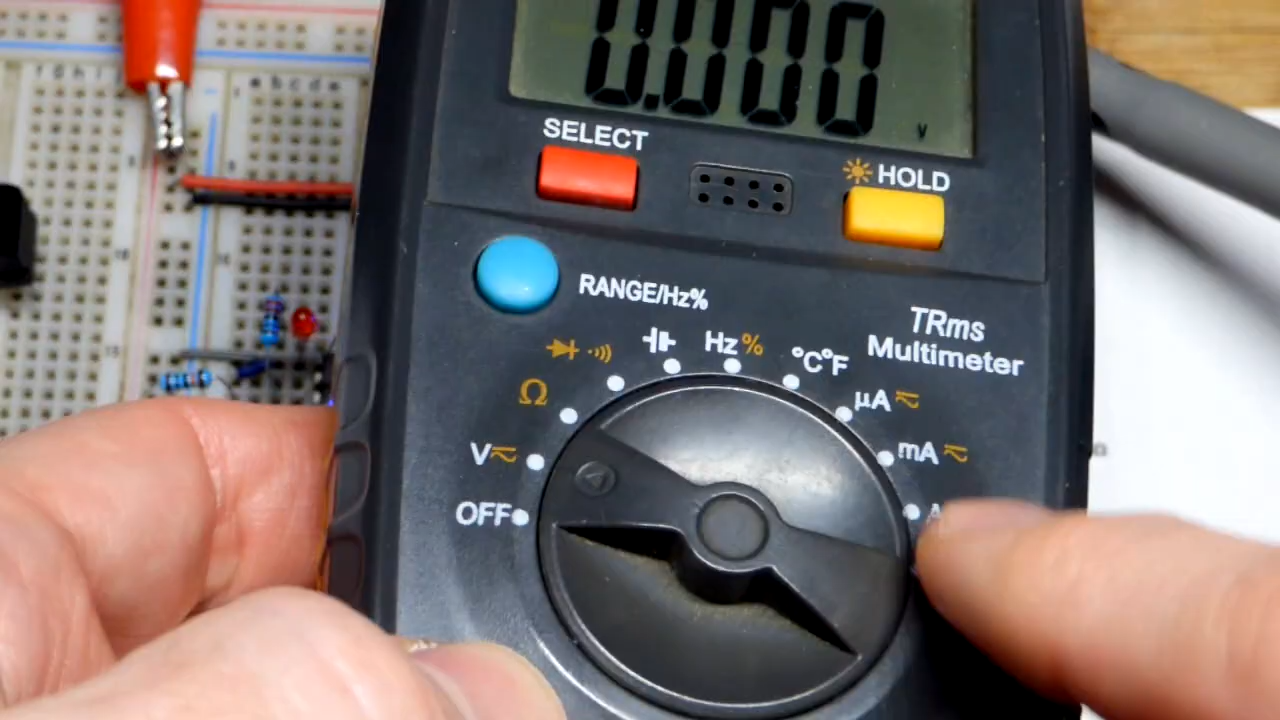 0.000
V
SELECT
HOLD
RANGE/Hz%
TRms
Multimeter
Hz %
°C°F
Ω
µA
V
mA
OFF
A